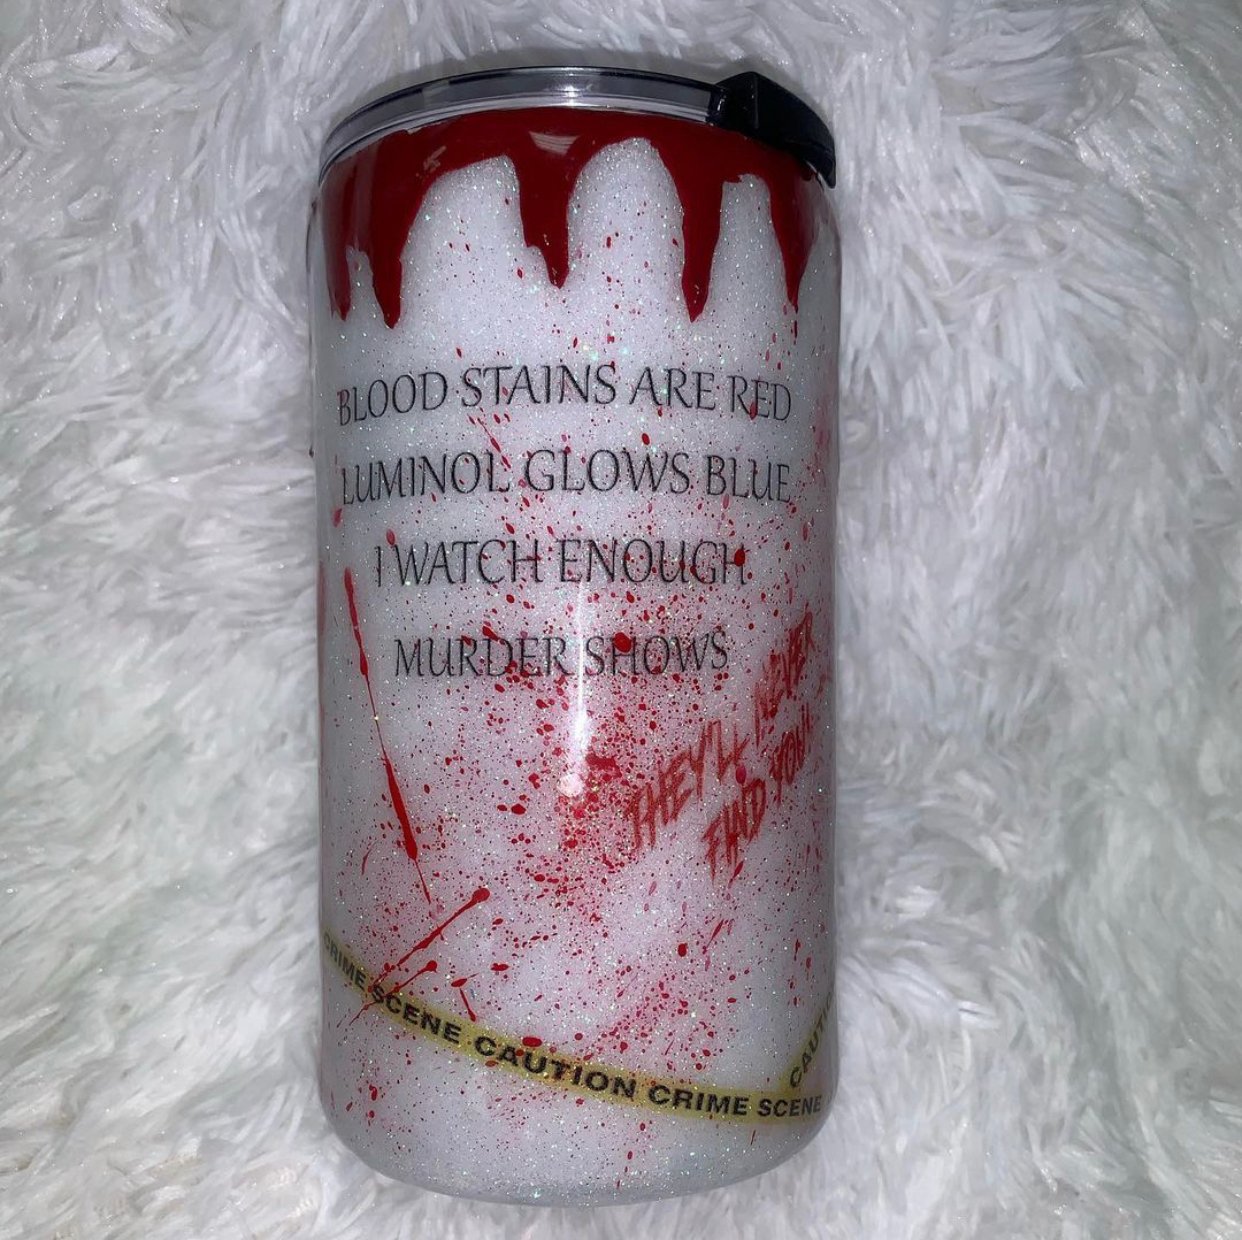 BLOOD STAINS ARE RED
LUMINOL GLOWS BLUE
I WATCH ENOUGH
MURDER SHOWS
THEY'LL NEVER
FIND YOU
CRIME SCENE CAUTION CRIME SCENE